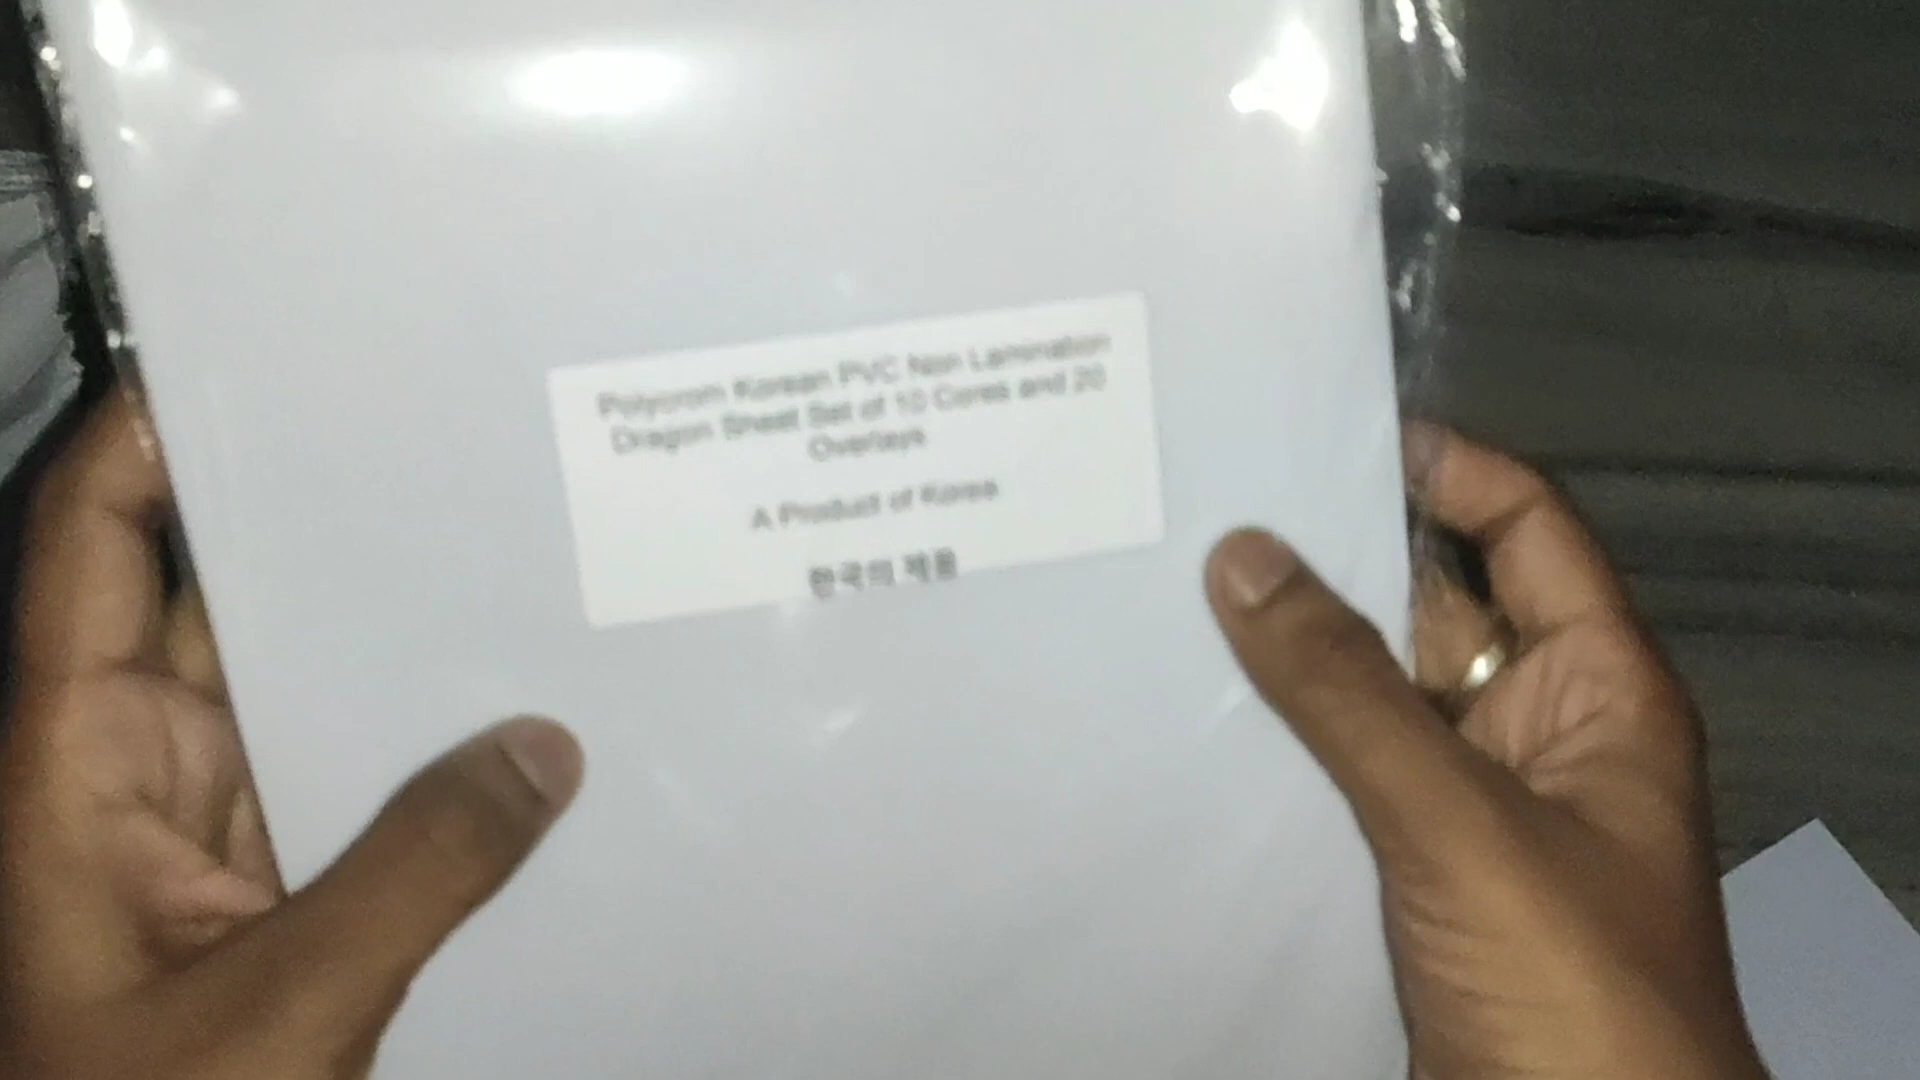 Polycrom Korean PVC Non Lamination
Dragon Sheet Set of 10 Cores and 20
Overlays
A Product of Korea
한국의 제품